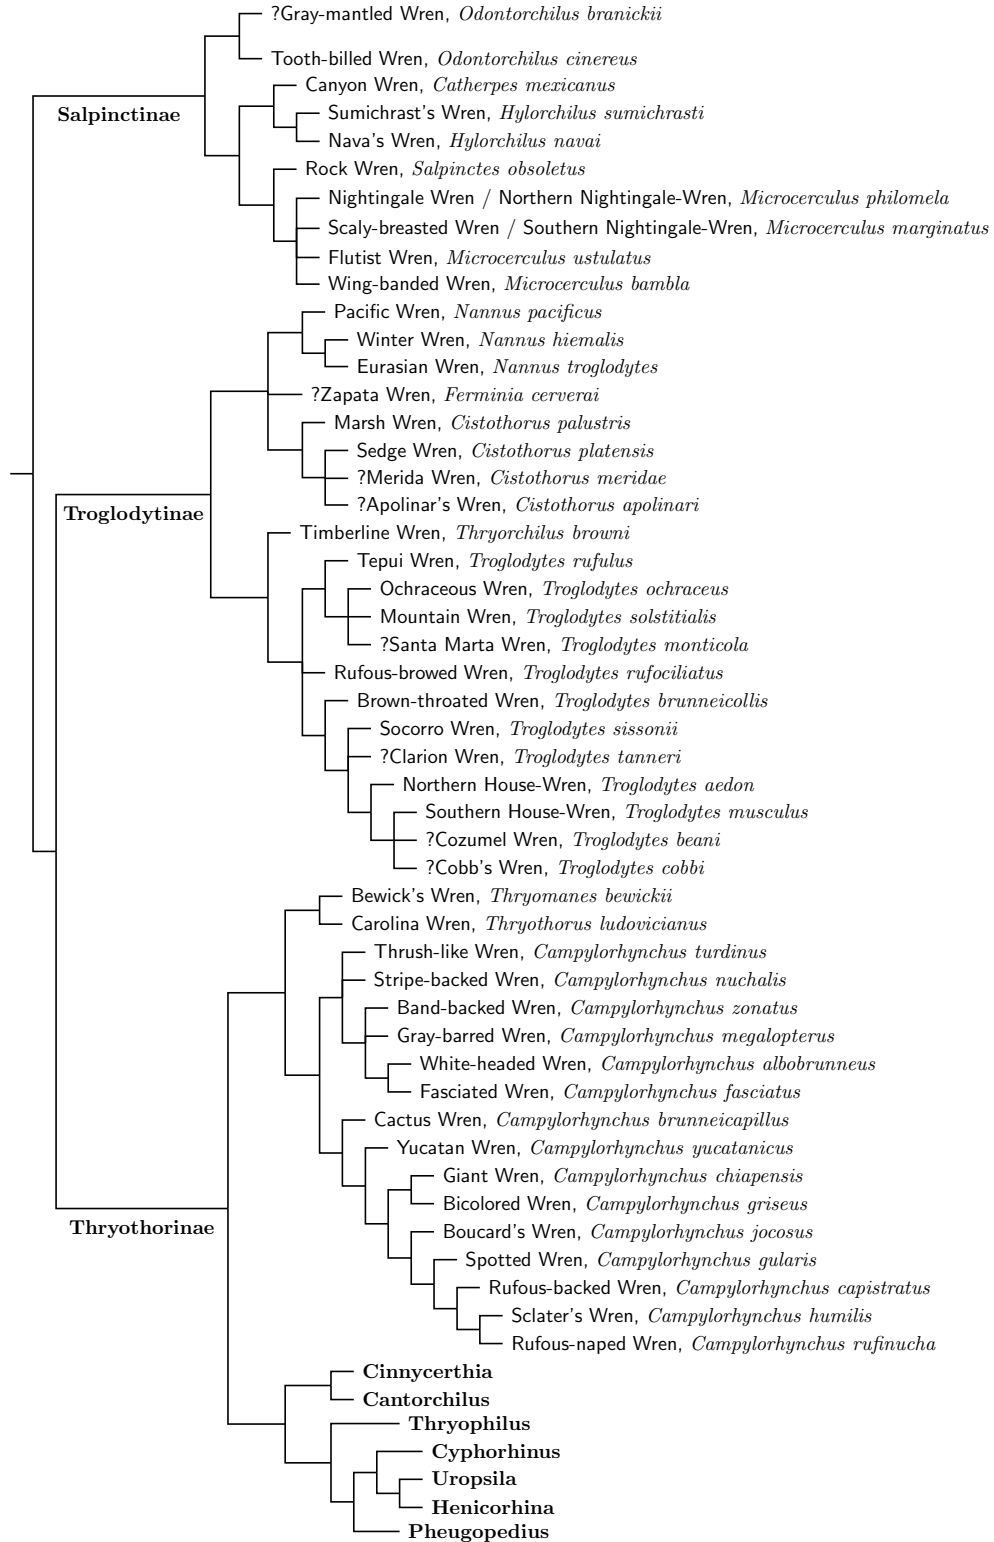 ?Gray-mantled Wren, Odontorchilus branickii
Tooth-billed Wren, Odontorchilus cinereus
Canyon Wren, Catherpes mexicanus
Salpinctinae
Sumichrast's Wren, Hylorchilus sumichrasti
Nava's Wren, Hylorchilus navai
Rock Wren, Salpinctes obsoletus
Nightingale Wren / Northern Nightingale-Wren, Microcerculus philomela
Scaly-breasted Wren / Southern Nightingale-Wren, Microcerculus marginatus
Flutist Wren, Microcerculus ustulatus
Wing-banded Wren, Microcerculus bambla
Pacific Wren, Nannus pacificus
Winter Wren, Nannus hiemalis
Eurasian Wren, Nannus troglodytes
?Zapata Wren, Ferminia cerverai
Marsh Wren, Cistothorus palustris
Sedge Wren, Cistothorus platensis
?Merida Wren, Cistothorus meridae
?Apolinar's Wren, Cistothorus apolinari
Troglodytinae
Timberline Wren, Thryorchilus browni
Tepui Wren, Troglodytes rufulus
Ochraceous Wren, Troglodytes ochraceus
Mountain Wren, Troglodytes solstitialis
?Santa Marta Wren, Troglodytes monticola
Rufous-browed Wren, Troglodytes rufociliatus
Brown-throated Wren, Troglodytes brunneicollis
Socorro Wren, Troglodytes sissonii
?Clarion Wren, Troglodytes tanneri
Northern House-Wren, Troglodytes aedon
Southern House-Wren, Troglodytes musculus
?Cozumel Wren, Troglodytes beani
?Cobb's Wren, Troglodytes cobbi
Bewick's Wren, Thryomanes bewickii
Carolina Wren, Thryothorus ludovicianus
Thrush-like Wren, Campylorhynchus turdinus
Stripe-backed Wren, Campylorhynchus nuchalis
Band-backed Wren, Campylorhynchus zonatus
Gray-barred Wren, Campylorhynchus megalopterus
White-headed Wren, Campylorhynchus albobrunneus
Fasciated Wren, Campylorhynchus fasciatus
Cactus Wren, Campylorhynchus brunneicapillus
Yucatan Wren, Campylorhynchus yucatanicus
Giant Wren, Campylorhynchus chiapensis
Bicolored Wren, Campylorhynchus griseus
Thryothorinae
Boucard's Wren, Campylorhynchus jocosus
Spotted Wren, Campylorhynchus gularis
Rufous-backed Wren, Campylorhynchus capistratus
Sclater's Wren, Campylorhynchus humilis
Rufous-naped Wren, Campylorhynchus rufinucha
Cinnycerthia
Cantorchilus
Thryophilus
Cyphorhinus
Uropsila
Henicorhina
Pheugopedius